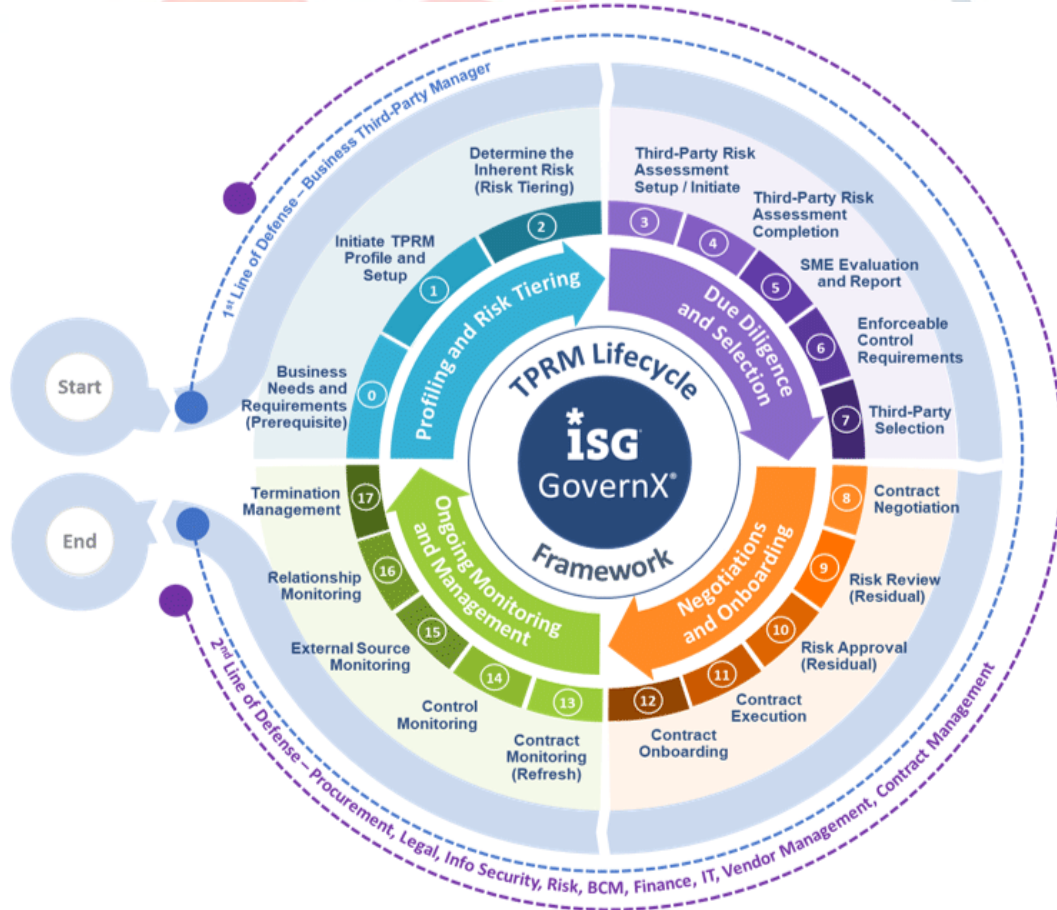 1st Line of Defense – Business Third-Party Manager
Start
End
Determine the
Inherent Risk
(Risk Tiering)
2
Initiate TPRM
Profile and
Setup
1
Business
Needs and
Requirements
(Prerequisite)
0
Profiling and Risk Tiering
Third-Party Risk
Assessment
Setup / Initiate
3
Third-Party Risk
Assessment
Completion
4
SME Evaluation
and Report
5
Enforceable
Control
Requirements
6
Third-Party
Selection
7
Due Diligence
and Selection
TPRM Lifecycle
*
iSG
GovernX®
Framework
Contract
Negotiation
8
Risk Review
(Residual)
9
Risk Approval
(Residual)
10
Contract
Execution
11
Contract
Onboarding
12
Negotiations
and Onboarding
Contract
Monitoring
(Refresh)
13
Control
Monitoring
14
External Source
Monitoring
15
Relationship
Monitoring
16
Termination
Management
17
Ongoing Monitoring
and Management
2nd Line of Defense – Procurement, Legal, Info Security, Risk, BCM, Finance, IT, Vendor Management, Contract Management